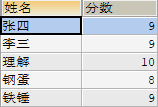 姓名 分数
张四 9
李三 9
理解 10
钢蛋 8
铁锤 9